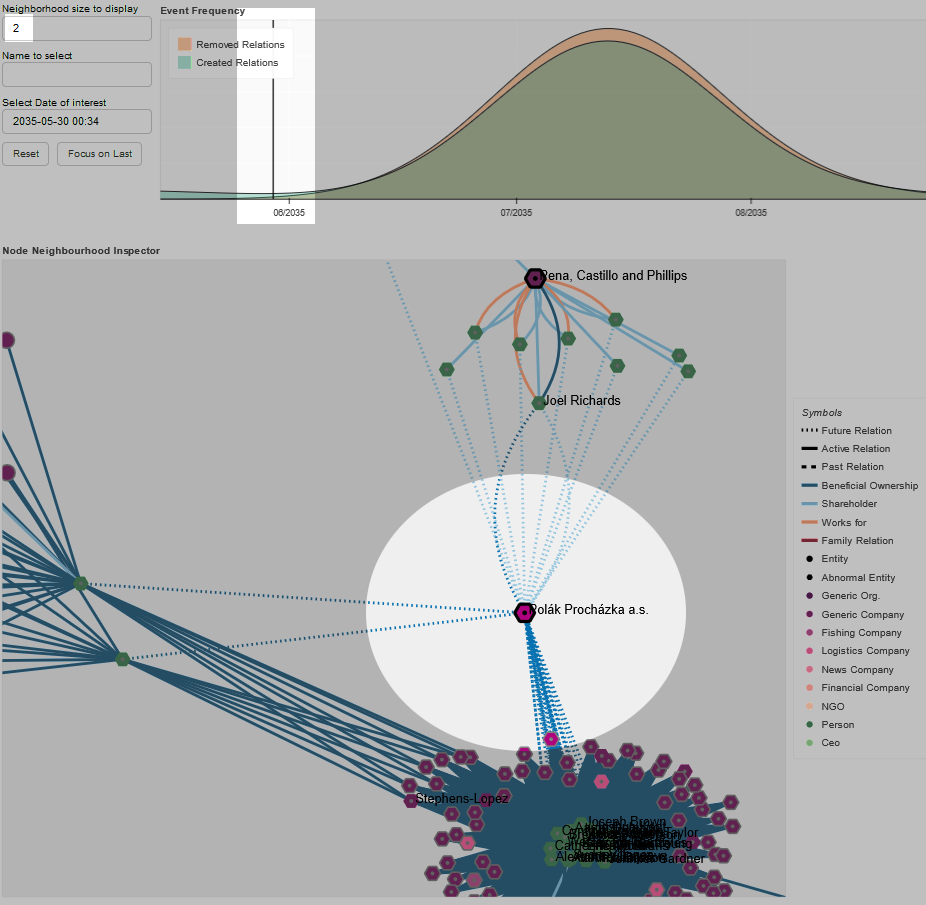 Neighborhood size to display
2
Name to select
Select Date of interest
2035-05-30 00:34
Reset
Focus on Last
Event Frequency
Removed Relations
Created Relations
06/2035
07/2035
08/2035
Node Neighbourhood Inspector
Castillo and Phillips
Joel Richards
Procházka a.s.
Stephens-Lopez
Joseph Brown
Taylor
Gardner
Symbols
Future Relation
Active Relation
Past Relation
Beneficial Ownership
Shareholder
Works for
Family Relation
Entity
Abnormal Entity
Generic Org.
Generic Company
Fishing Company
Logistics Company
News Company
Financial Company
NGO
Person
Ceo